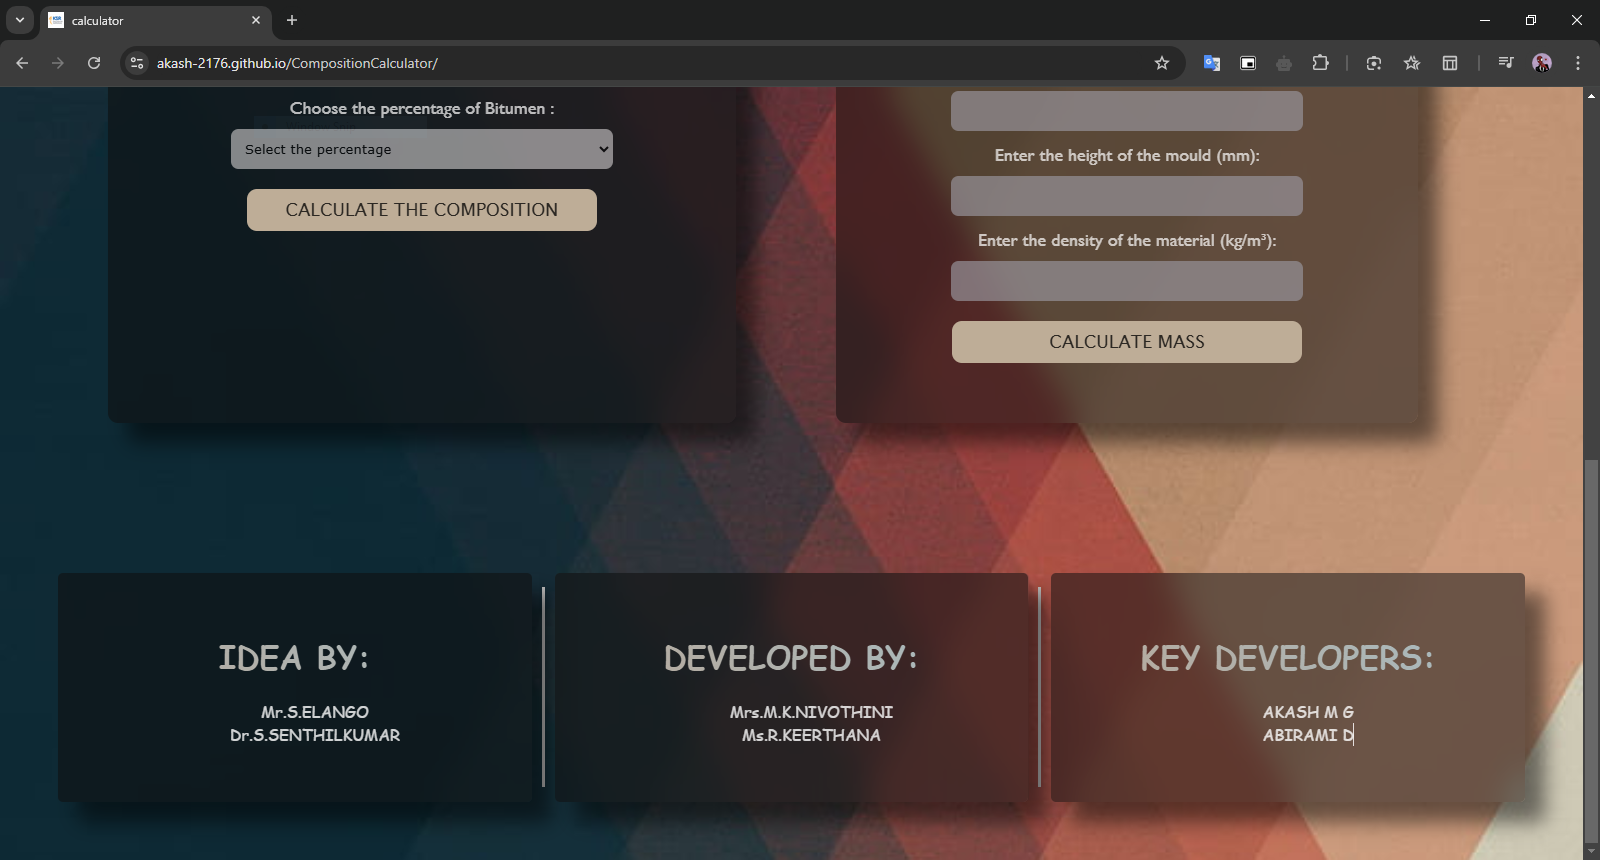 calculator
akash-2176.github.io/CompositionCalculator/
Choose the percentage of Bitumen :
Select the percentage
CALCULATE THE COMPOSITION
Enter the height of the mould (mm):
Enter the density of the material (kg/m³):
CALCULATE MASS
IDEA BY:
Mr.S.ELANGO
Dr.S.SENTHILKUMAR
DEVELOPED BY:
Mrs.M.K.NIVOTHINI
Ms.R.KEERTHANA
KEY DEVELOPERS:
AKASH M G
ABIRAMI D